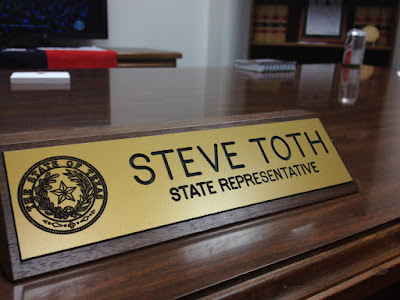 THE STATE OF TEXAS
STEVE TOTH
STATE REPRESENTATIVE